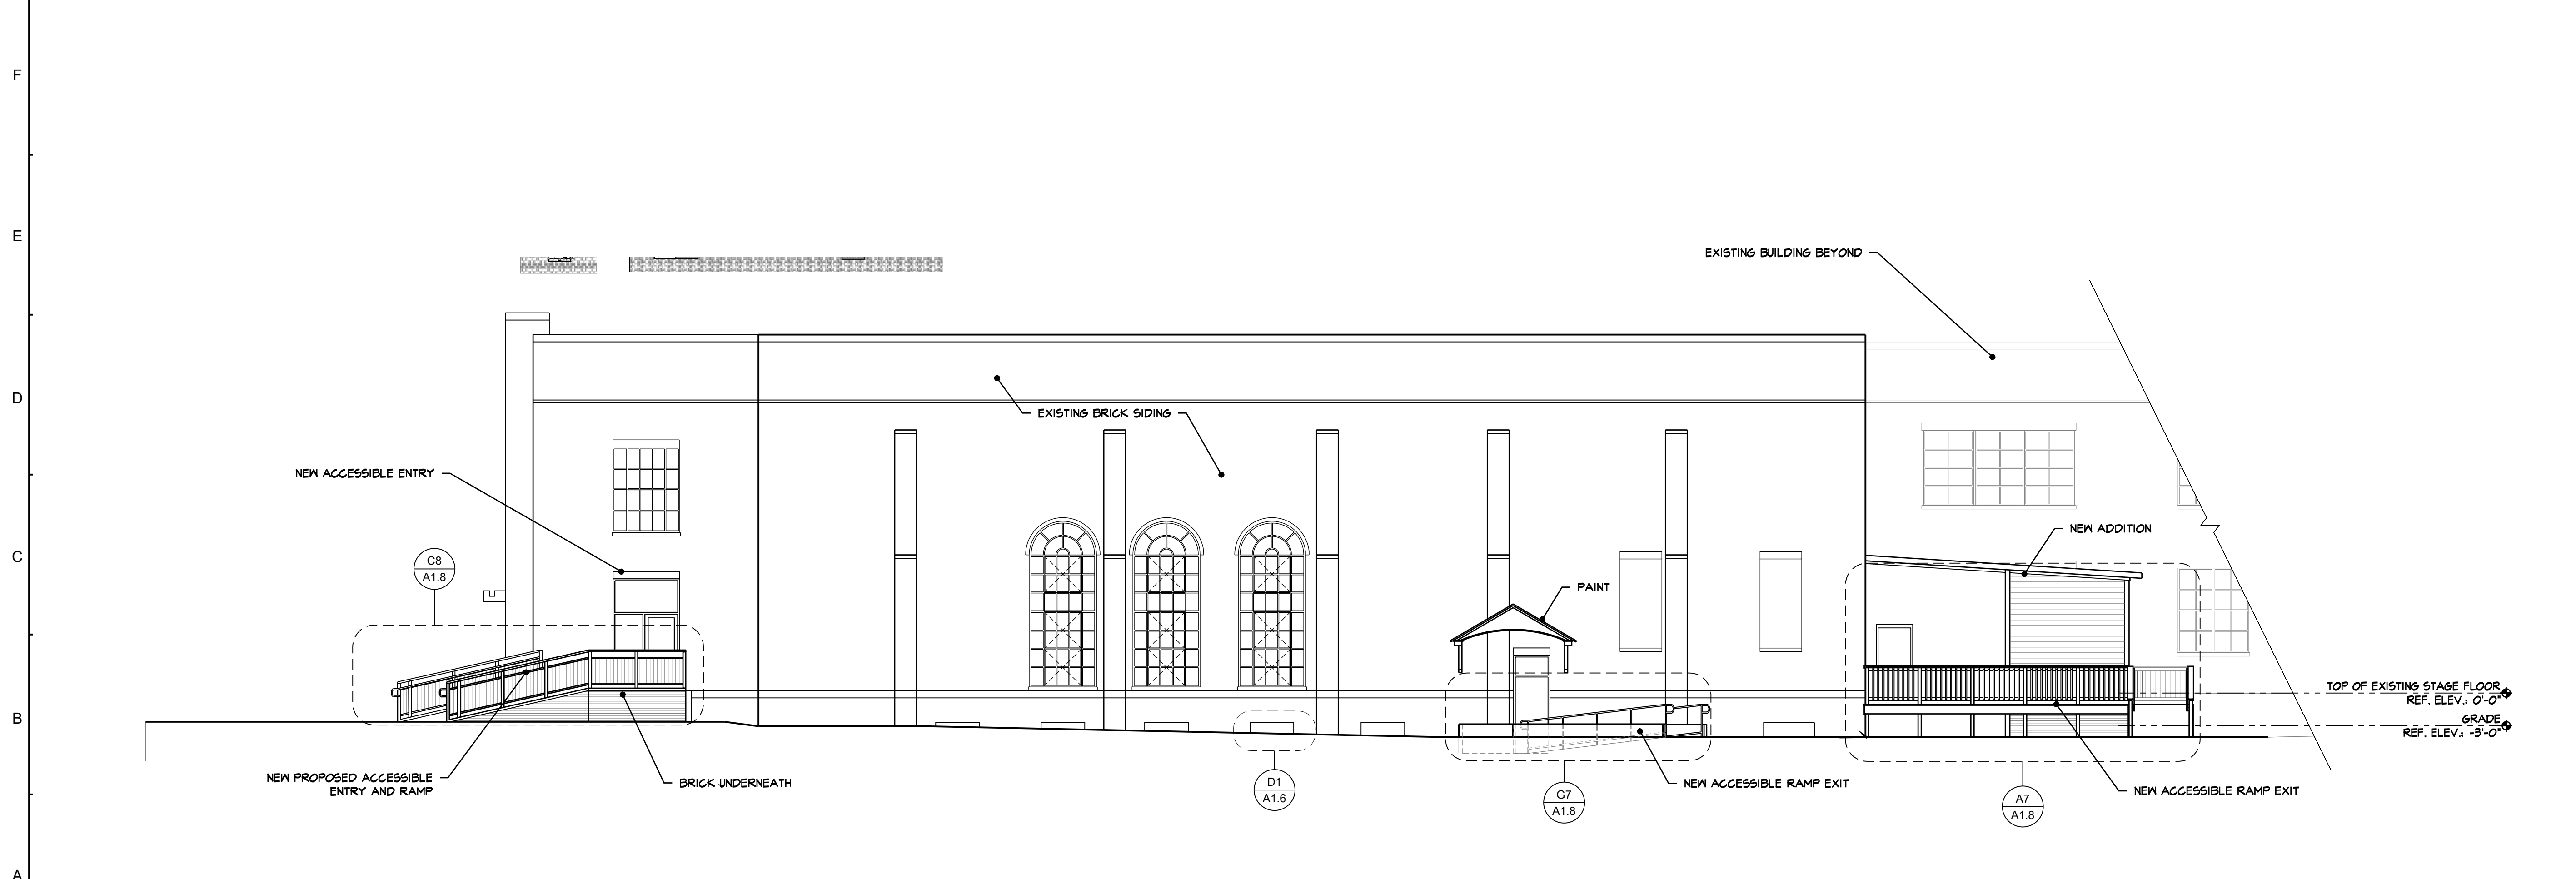 F
E
EXISTING BUILDING BEYOND
D
EXISTING BRICK SIDING
NEW ACCESSIBLE ENTRY
NEW ADDITION
C
C8
A1.8
PAINT
TOP OF EXISTING STAGE FLOOR
REF. ELEV.: 0'-0"
B
GRADE
REF. ELEV.: -3'-0"
NEW PROPOSED ACCESSIBLE
ENTRY AND RAMP
BRICK UNDERNEATH
D1
A1.6
G7
A1.8
NEW ACCESSIBLE RAMP EXIT
A7
A1.8
NEW ACCESSIBLE RAMP EXIT
A